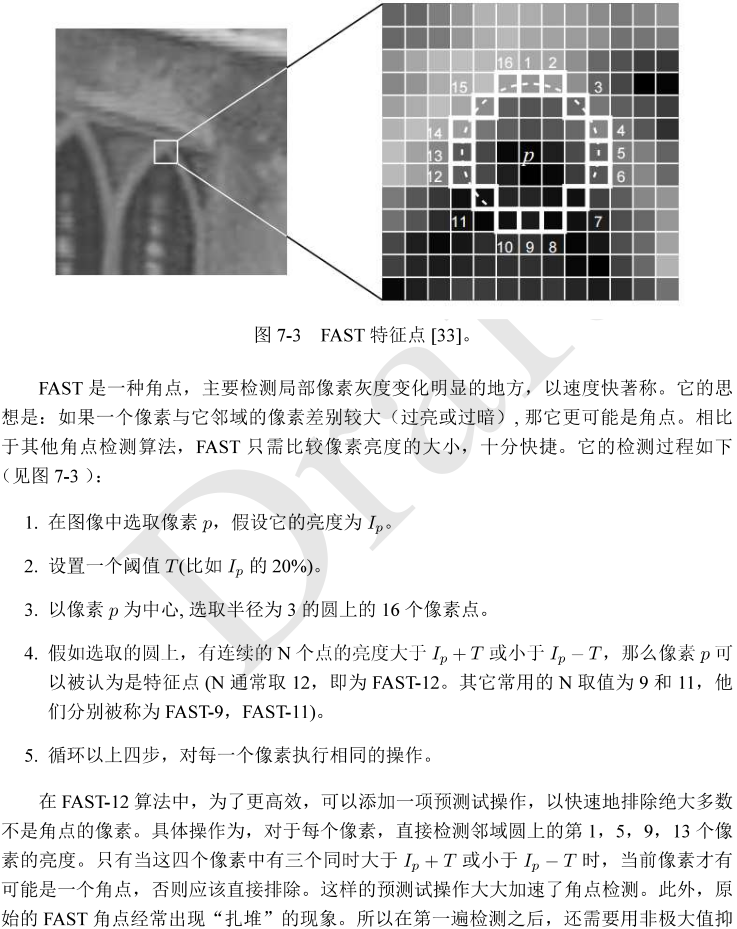 16 1 2
15 3
14 4
13 p 5
12 6
11 7
10 9 8
图 7-3 FAST 特征点 [33]。
FAST 是一种角点，主要检测局部像素灰度变化明显的地方，以速度快著称。它的思
想是：如果一个像素与它邻域的像素差别较大（过亮或过暗）, 那它更可能是角点。相比
于其他角点检测算法，FAST 只需比较像素亮度的大小，十分快捷。它的检测过程如下
（见图 7-3 ）：
1. 在图像中选取像素 p，假设它的亮度为 Ip。
2. 设置一个阈值 T(比如 Ip 的 20%)。
3. 以像素 p 为中心, 选取半径为 3 的圆上的 16 个像素点。
4. 假如选取的圆上，有连续的 N 个点的亮度大于 Ip + T 或小于 Ip − T，那么像素 p 可
以被认为是特征点 (N 通常取 12，即为 FAST-12。其它常用的 N 取值为 9 和 11，他
们分别被称为 FAST-9，FAST-11)。
5. 循环以上四步，对每一个像素执行相同的操作。
在 FAST-12 算法中，为了更高效，可以添加一项预测试操作，以快速地排除绝大多数
不是角点的像素。具体操作为，对于每个像素，直接检测邻域圆上的第 1，5，9，13 个像
素的亮度。只有当这四个像素中有三个同时大于 Ip + T 或小于 Ip − T 时，当前像素才有
可能是一个角点，否则应该直接排除。这样的预测试操作大大加速了角点检测。此外，原
始的 FAST 角点经常出现“扎堆”的现象。所以在第一遍检测之后，还需要用非极大值抑
Draft